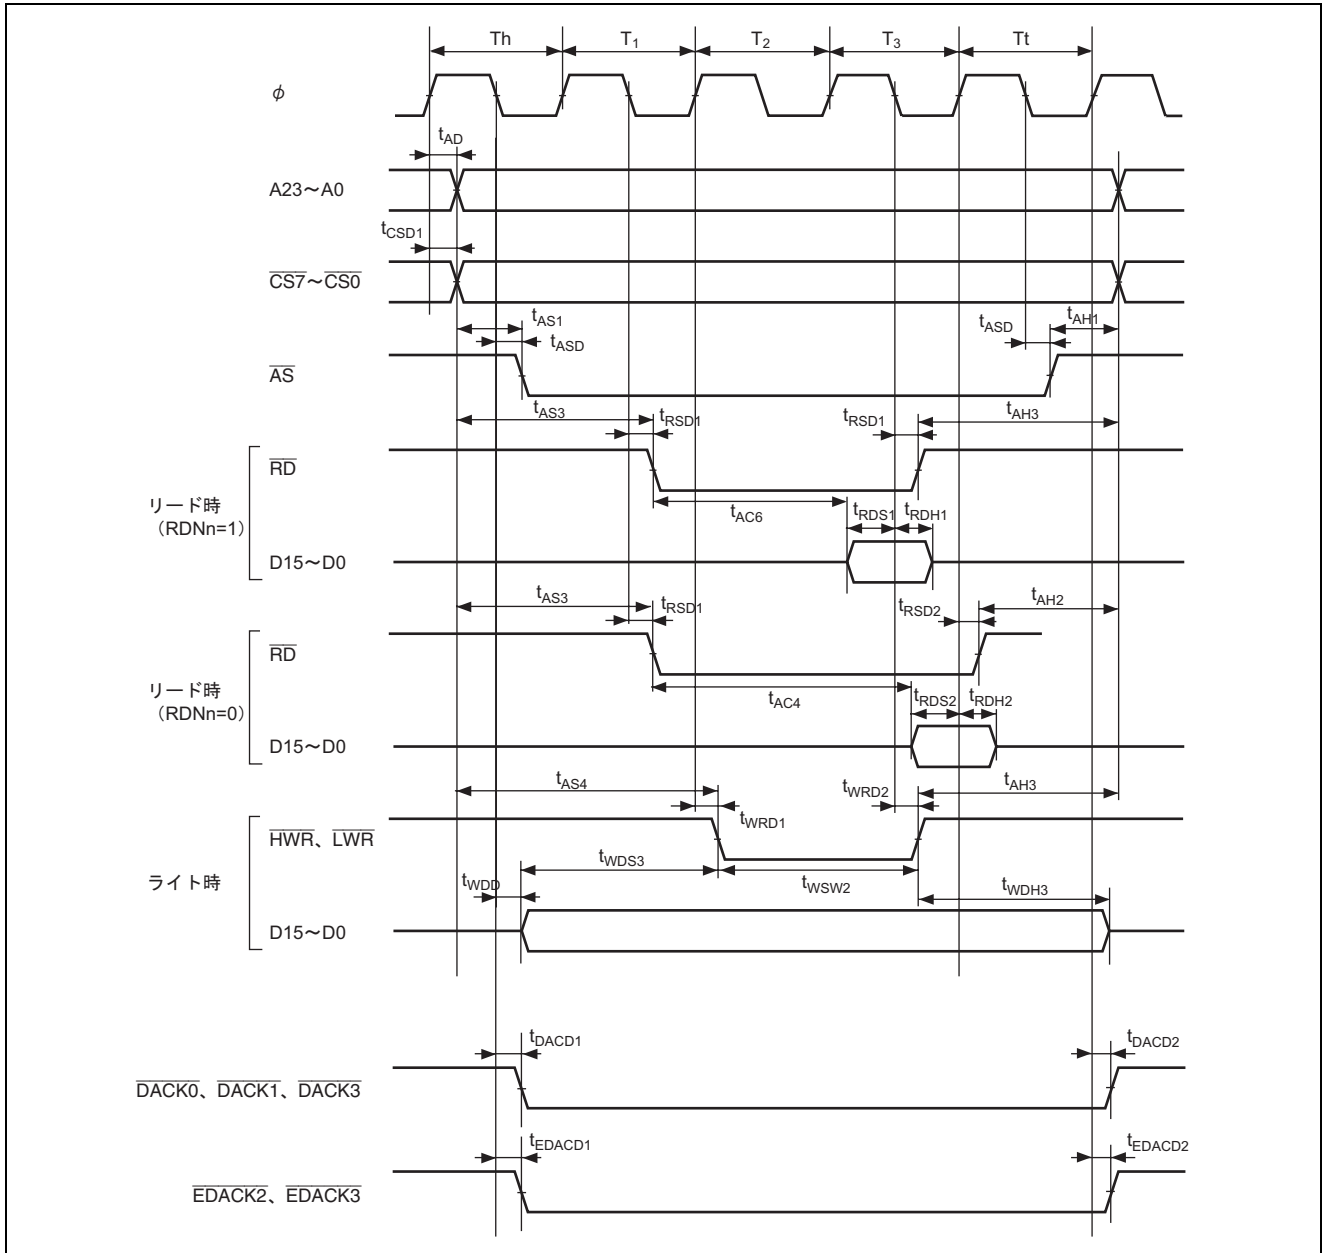 Th T₁ T₂ T₃ Tt
φ
tAD
A23～A0
tCSD1
CS7～CS0
tAS1 tASD tASD tAH1
AS
tAS3 tRSD1 tRSD1 tAH3
RD
リード時
（RDNn=1）
tAC6 tRDS1 tRDH1
D15～D0
tAS3 tRSD1 tRSD2 tAH2
RD
リード時
（RDNn=0）
tAC4 tRDS2 tRDH2
D15～D0
tAS4 tWRD1 tWRD2 tAH3
HWR、LWR
ライト時
tWDD tWDS3 tWSW2 tWDH3
D15～D0
tDACD1 tDACD2
DACK0、DACK1、DACK3
tEDACD1 tEDACD2
EDACK2、EDACK3